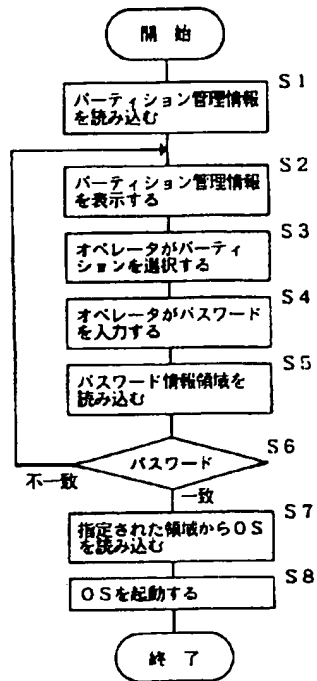 開 始
S1
パーティション管理情報
を読み込む
S2
パーティション管理情報
を表示する
S3
オペレータがパーティ
ションを選択する
S4
オペレータがパスワード
を入力する
S5
パスワード情報領域を
読み込む
S6
パスワード
不一致
一致
S7
指定された領域からOS
を読み込む
S8
OSを起動する
終 了